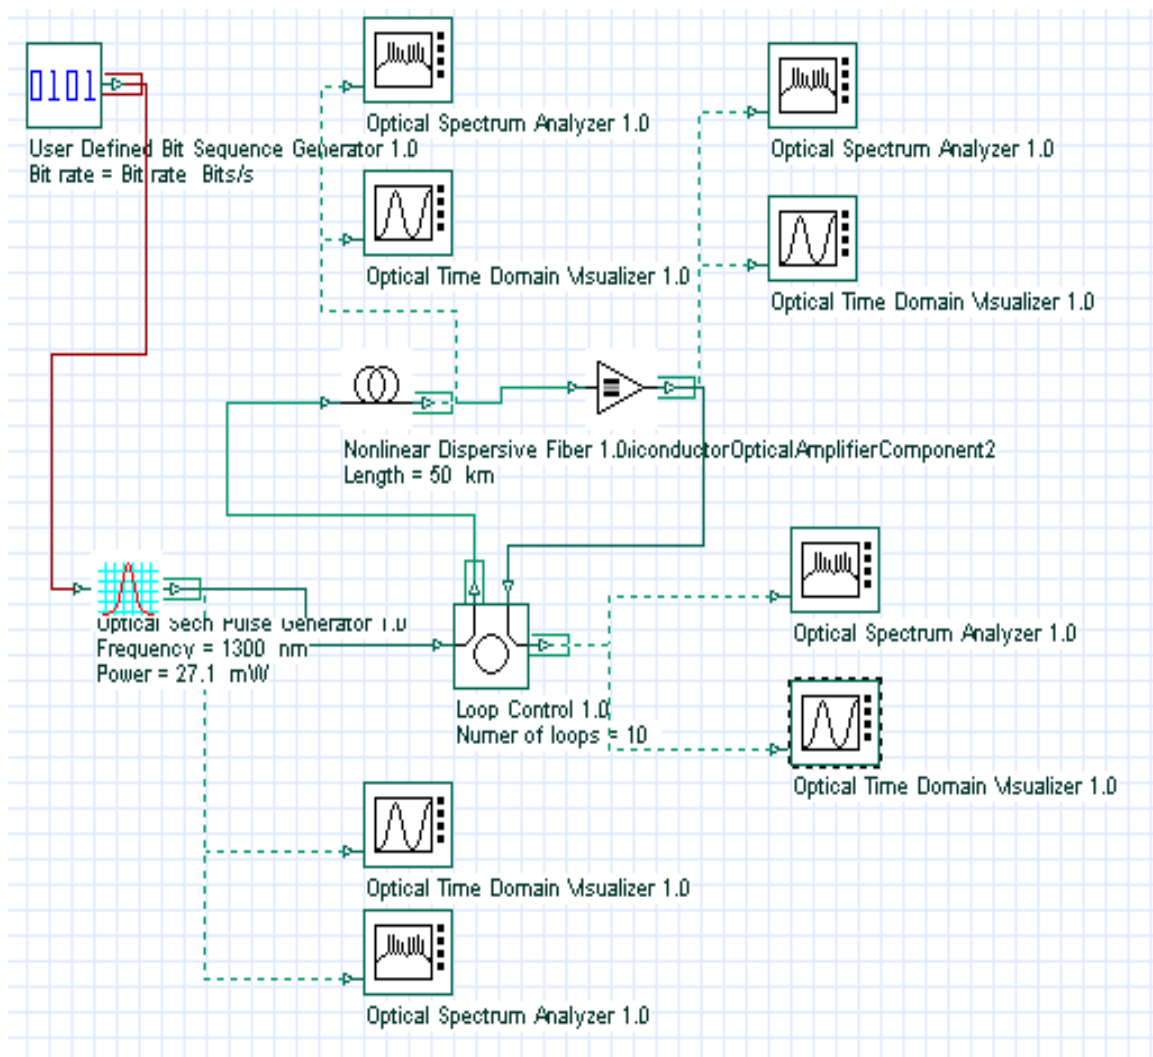 0101
User Defined Bit Sequence Generator 1.0
Bit rate = Bit rate Bits/s
Optical Spectrum Analyzer 1.0
Optical Spectrum Analyzer 1.0
Optical Time Domain Visualizer 1.0
Optical Time Domain Visualizer 1.0
Nonlinear Dispersive Fiber 1.0iconductorOpticalAmplifierComponent2
Length = 50 km
Optical Sech Pulse Generator 1.0
Frequency = 1300 nm
Power = 27.1 mW
Optical Spectrum Analyzer 1.0
Loop Control 1.0
Numer of loops = 10
Optical Time Domain Visualizer 1.0
Optical Time Domain Visualizer 1.0
Optical Spectrum Analyzer 1.0